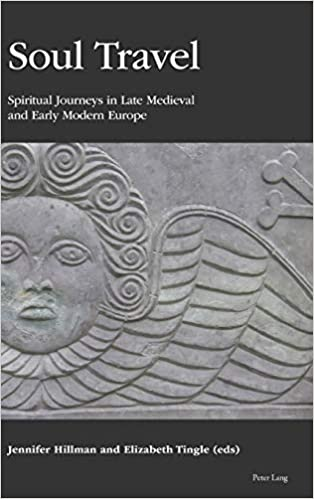 Soul Travel
Spiritual Journeys in Late Medieval
and Early Modern Europe
Jennifer Hillman and Elizabeth Tingle (eds)
Peter Lang